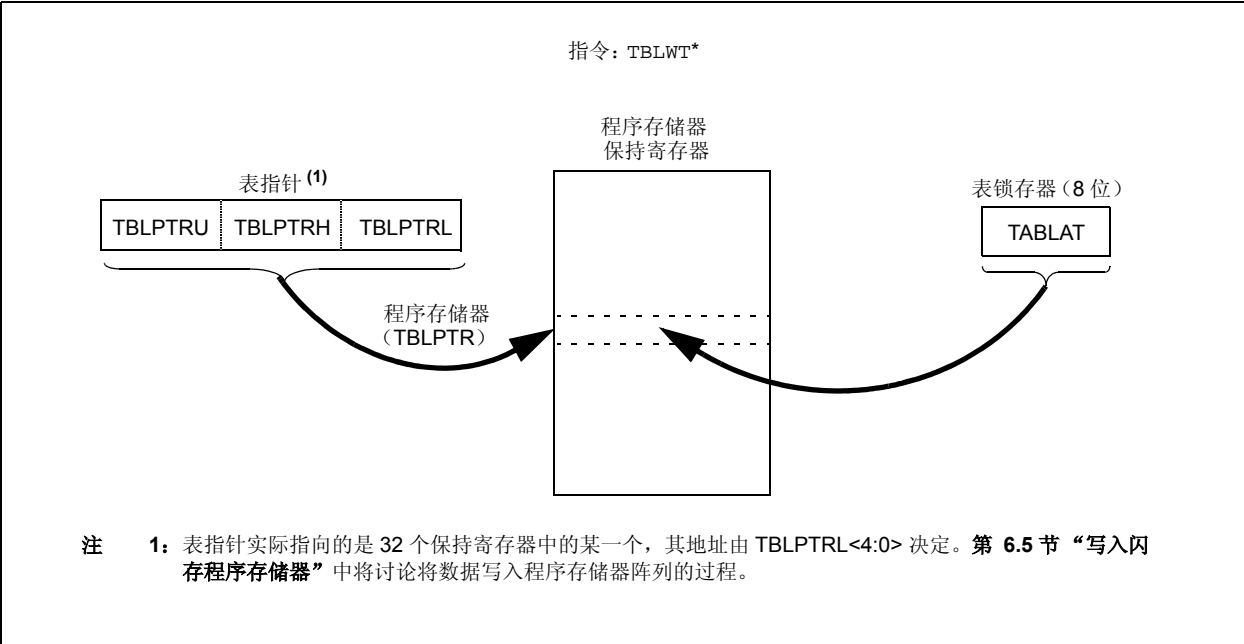 指令：TBLWT*
程序存储器
保持寄存器
表指针(1)
表锁存器（8 位）
TBLPTRU TBLPTRH TBLPTRL
TABLAT
程序存储器
（TBLPTR）
注 1：表指针实际指向的是 32 个保持寄存器中的某一个，其地址由 TBLPTRL<4:0> 决定。第 6.5 节“写入闪
存程序存储器”中将讨论将数据写入程序存储器阵列的过程。